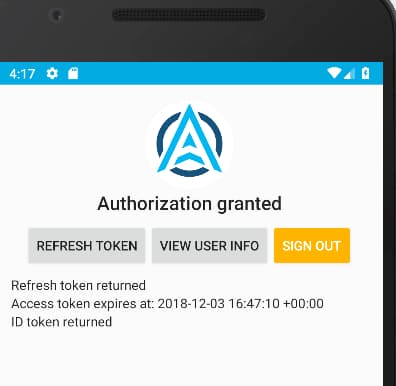 4:17
Authorization granted
REFRESH TOKEN VIEW USER INFO SIGN OUT
Refresh token returned
Access token expires at: 2018-12-03 16:47:10 +00:00
ID token returned